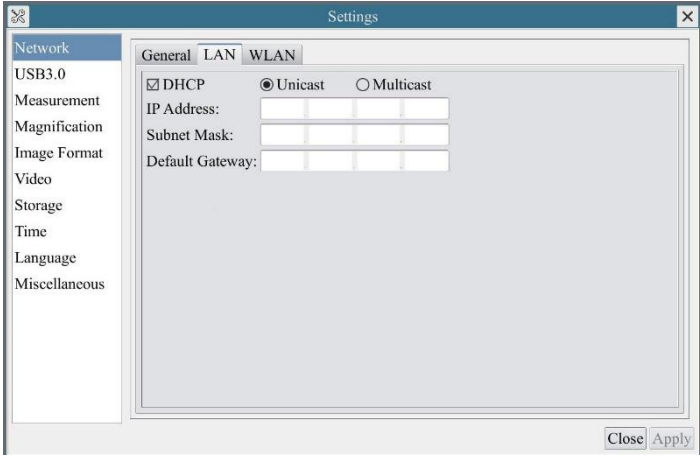 Settings
Network
USB3.0
Measurement
Magnification
Image Format
Video
Storage
Time
Language
Miscellaneous
General LAN WLAN
DHCP Unicast Multicast
IP Address:
Subnet Mask:
Default Gateway:
Close Apply